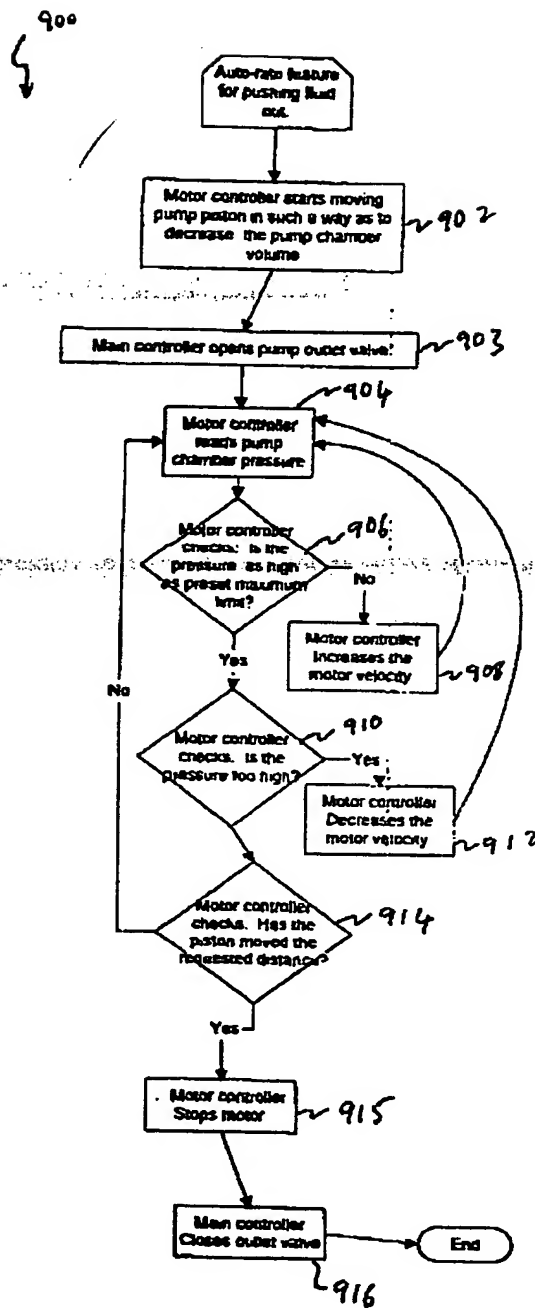 900
Auto-rate feature
for pushing fluid
out.
Motor controller starts moving
pump piston in such a way as to
decrease the pump chamber
volume
902
Main controller opens pump outlet valve.
903
904
Motor controller
reads pump
chamber pressure
Motor controller
checks. Is the
pressure as high
as preset maximum
limit?
906
No
Motor controller
Increases the
motor velocity
908
Yes
No
Motor controller
checks. Is the
pressure too high?
910
Yes
Motor controller
Decreases the
motor velocity
912
Motor controller
checks. Has the
piston moved the
requested distance?
914
Yes
Motor controller
Stops motor
915
Main controller
Closes outlet valve
916
End